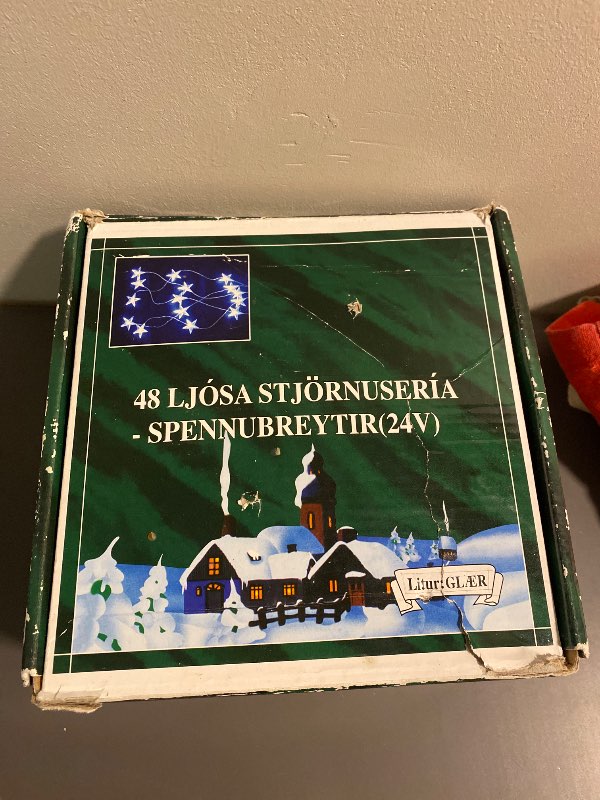 48 LJÓSA STJÖRNUSERÍA
- SPENNUBREYTIR(24V)
Litur:GLÆR